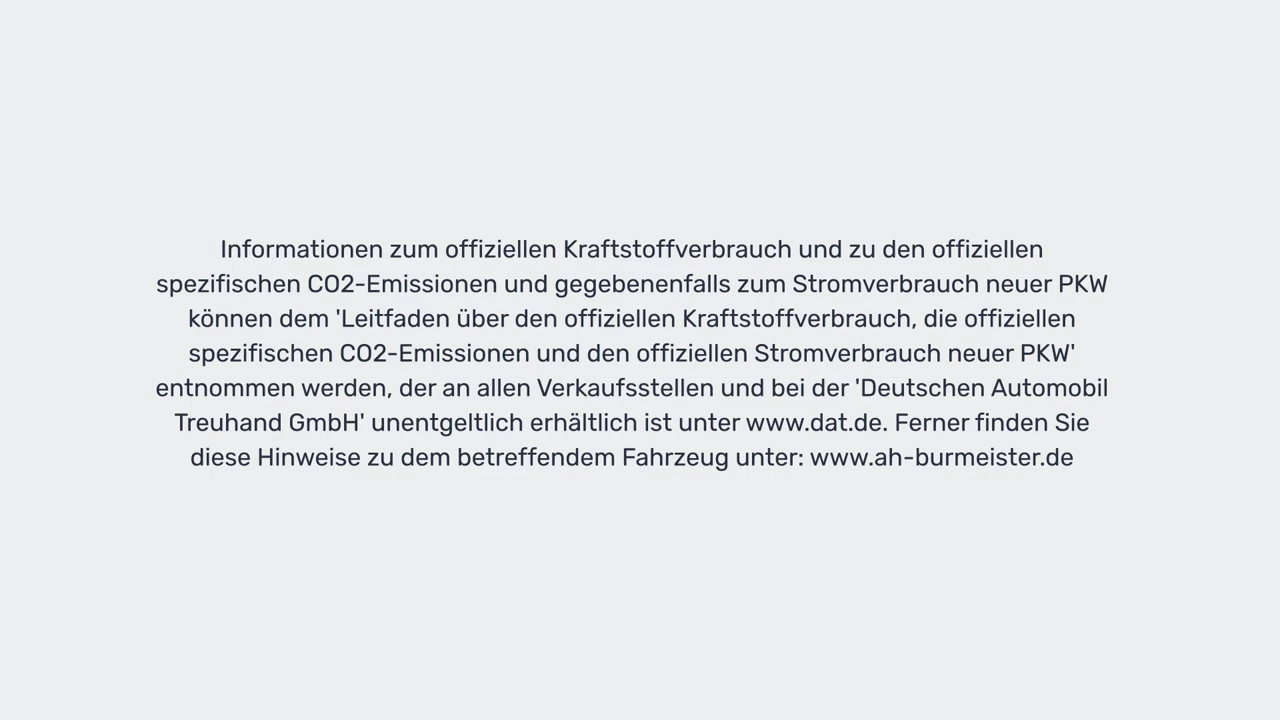 Informationen zum offiziellen Kraftstoffverbrauch und zu den offiziellen
spezifischen CO2-Emissionen und gegebenenfalls zum Stromverbrauch neuer PKW
können dem 'Leitfaden über den offiziellen Kraftstoffverbrauch, die offiziellen
spezifischen CO2-Emissionen und den offiziellen Stromverbrauch neuer PKW'
entnommen werden, der an allen Verkaufsstellen und bei der 'Deutschen Automobil
Treuhand GmbH' unentgeltlich erhältlich ist unter www.dat.de. Ferner finden Sie
diese Hinweise zu dem betreffendem Fahrzeug unter: www.ah-burmeister.de